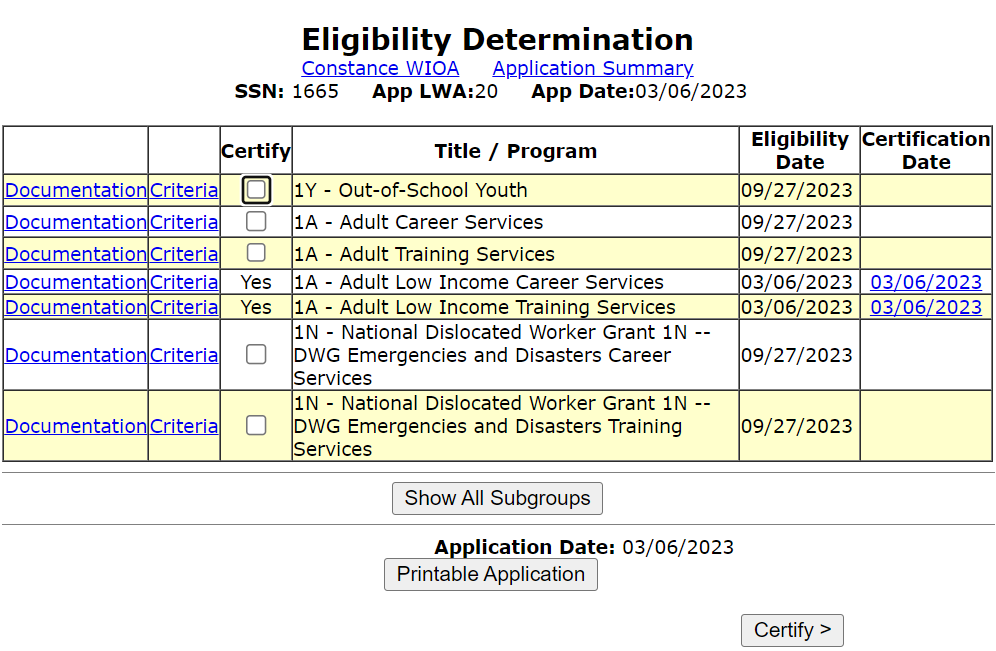 Eligibility Determination
Constance WIOA Application Summary
SSN: 1665 App LWA:20 App Date:03/06/2023
Certify Title / Program Eligibility Date Certification Date
Documentation Criteria 1Y - Out-of-School Youth 09/27/2023
Documentation Criteria 1A - Adult Career Services 09/27/2023
Documentation Criteria 1A - Adult Training Services 09/27/2023
Documentation Criteria Yes 1A - Adult Low Income Career Services 03/06/2023 03/06/2023
Documentation Criteria Yes 1A - Adult Low Income Training Services 03/06/2023 03/06/2023
1N - National Dislocated Worker Grant 1N --
Documentation Criteria DWG Emergencies and Disasters Career 09/27/2023
Services
1N - National Dislocated Worker Grant 1N --
Documentation Criteria DWG Emergencies and Disasters Training 09/27/2023
Services
Show All Subgroups
Application Date: 03/06/2023
Printable Application
Certify >